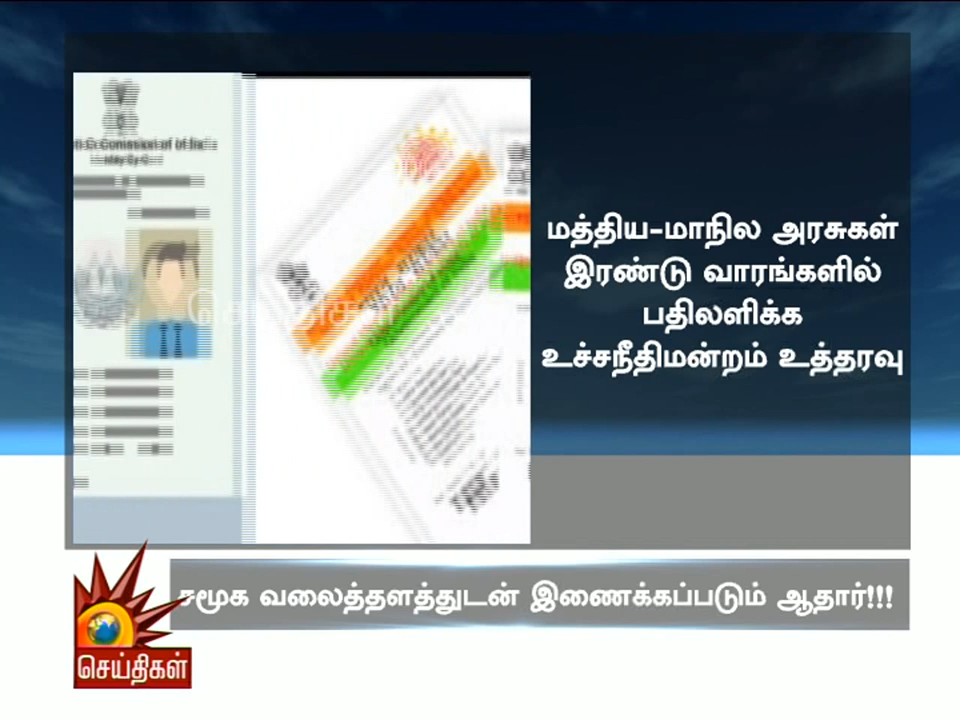 மத்திய-மாநில அரசுகள்
இரண்டு வாரங்களில்
பதிலளிக்க
உச்சநீதிமன்றம் உத்தரவு
சமூக வலைத்தளத்துடன் இணைக்கப்படும் ஆதார்!!!
செய்திகள்